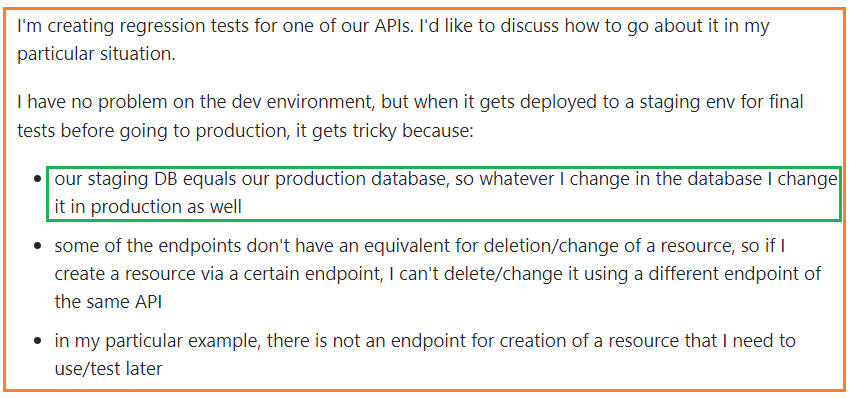 I'm creating regression tests for one of our APIs. I'd like to discuss how to go about it in my
particular situation.
I have no problem on the dev environment, but when it gets deployed to a staging env for final
tests before going to production, it gets tricky because:
• our staging DB equals our production database, so whatever I change in the database I change
it in production as well
• some of the endpoints don't have an equivalent for deletion/change of a resource, so if I
create a resource via a certain endpoint, I can't delete/change it using a different endpoint of
the same API
• in my particular example, there is not an endpoint for creation of a resource that I need to
use/test later